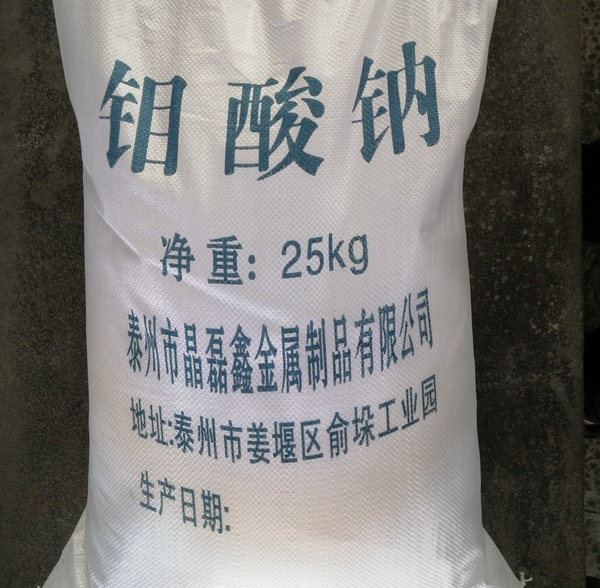 钼酸钠
净重：25kg
泰州市晶磊鑫金属制品有限公司
地址:泰州市姜堰区俞垛工业园
生产日期: